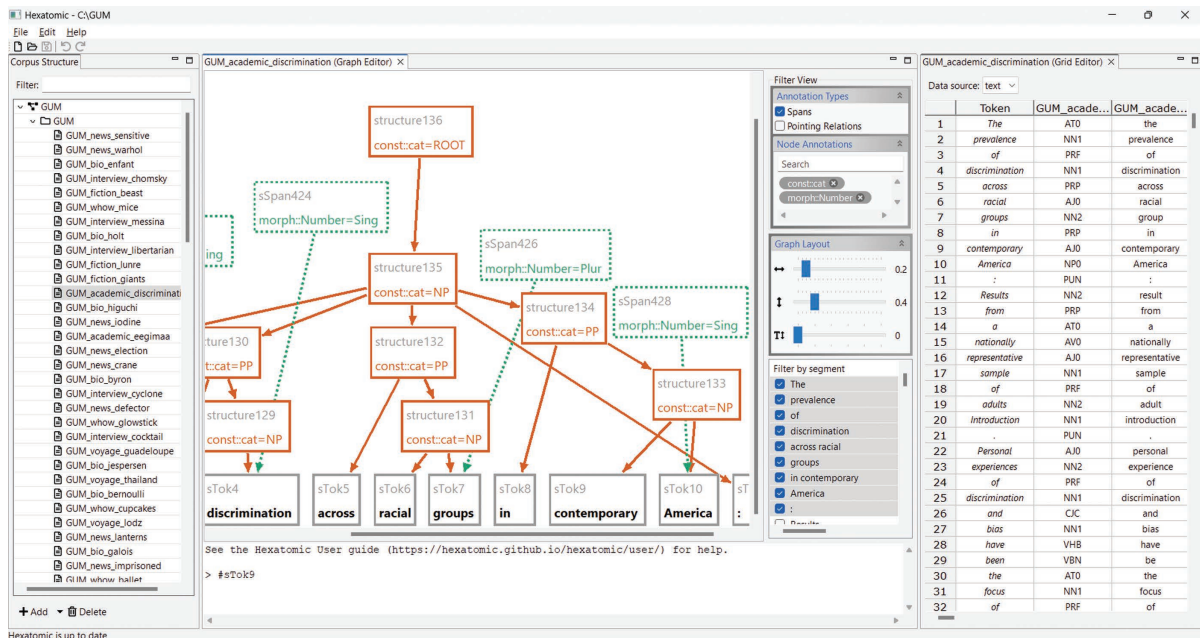 Hexatomic - C:\GUM
File Edit Help
Corpus Structure
Filter:
GUM
GUM
GUM_news_sensitive
GUM_news_warhol
GUM_bio_enfant
GUM_interview_chomsky
GUM_fiction_beast
GUM_whow_mice
GUM_interview_messina
GUM_bio_holt
GUM_interview_libertarian
GUM_fiction_lunre
GUM_fiction_giants
GUM_academic_discriminati
GUM_bio_higuchi
GUM_news_iodine
GUM_academic_eegimaa
GUM_news_election
GUM_news_crane
GUM_bio_byron
GUM_interview_cyclone
GUM_news_defector
GUM_whow_glowstick
GUM_interview_cocktail
GUM_voyage_guadeloupe
GUM_bio_jespersen
GUM_voyage_thailand
GUM_bio_bernoulli
GUM_whow_cupcakes
GUM_voyage_lodz
GUM_news_lanterns
GUM_bio_galois
GUM_news_imprisoned
GUM_whow_ballet
Add Delete
Hexatomic is up to date
GUM_academic_discrimination (Graph Editor)
structure136
const::cat=ROOT
sSpan424
morph::Number=Sing
ing
sSpan426
morph::Number=Plur
structure135
const::cat=NP
structure134
const::cat=PP
sSpan428
morph::Number=Sing
ture130
t::cat=PP
structure132
const::cat=PP
structure133
const::cat=NP
structure129
const::cat=NP
structure131
const::cat=NP
sTok4 sTok5 sTok6 sTok7 sTok8 sTok9 sTok10 sT
discrimination across racial groups in contemporary America :
See the Hexatomic User guide (https://hexatomic.github.io/hexatomic/user/) for help.
> #sTok9
Filter View
Annotation Types
Spans
Pointing Relations
Node Annotations
Search
const::cat
morph::Number
Graph Layout
0.2
0.4
T 0
Filter by segment
The
prevalence
of
discrimination
across racial
groups
in contemporary
America
:
Results
GUM_academic_discrimination (Grid Editor)
Data source: text
Token GUM_acade... GUM_acade
1 The AT0 the
2 prevalence NN1 prevalence
3 of PRF of
4 discrimination NN1 discrimination
5 across PRP across
6 racial AJ0 racial
7 groups NN2 group
8 in PRP in
9 contemporary AJ0 contemporary
10 America NP0 America
11 : PUN :
12 Results NN2 result
13 from PRP from
14 a AT0 a
15 nationally AV0 nationally
16 representative AJ0 representative
17 sample NN1 sample
18 of PRF of
19 adults NN2 adult
20 Introduction NN1 introduction
21 . PUN .
22 Personal AJ0 personal
23 experiences NN2 experience
24 of PRF of
25 discrimination NN1 discrimination
26 and CJC and
27 bias NN1 bias
28 have VHB have
29 been VBN be
30 the AT0 the
31 focus NN1 focus
32 of PRF of